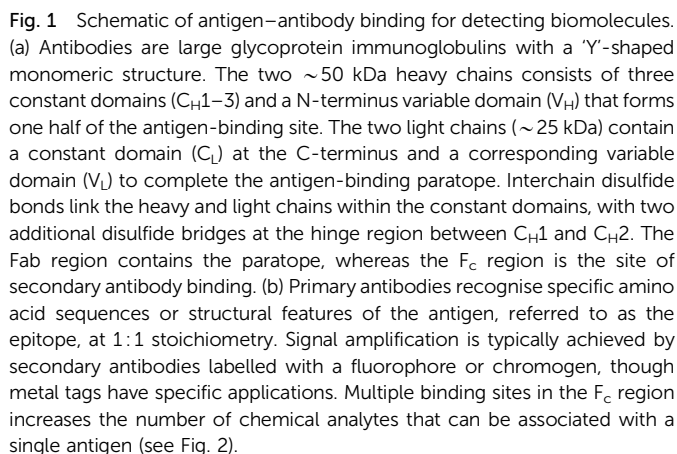 Fig. 1 Schematic of antigen–antibody binding for detecting biomolecules.
(a) Antibodies are large glycoprotein immunoglobulins with a ‘Y’-shaped
monomeric structure. The two ∼50 kDa heavy chains consists of three
constant domains (CH1–3) and a N-terminus variable domain (VH) that forms
one half of the antigen-binding site. The two light chains (∼25 kDa) contain
a constant domain (CL) at the C-terminus and a corresponding variable
domain (VL) to complete the antigen-binding paratope. Interchain disulfide
bonds link the heavy and light chains within the constant domains, with two
additional disulfide bridges at the hinge region between CH1 and CH2. The
Fab region contains the paratope, whereas the Fc region is the site of
secondary antibody binding. (b) Primary antibodies recognise specific amino
acid sequences or structural features of the antigen, referred to as the
epitope, at 1:1 stoichiometry. Signal amplification is typically achieved by
secondary antibodies labelled with a fluorophore or chromogen, though
metal tags have specific applications. Multiple binding sites in the Fc region
increases the number of chemical analytes that can be associated with a
single antigen (see Fig. 2).